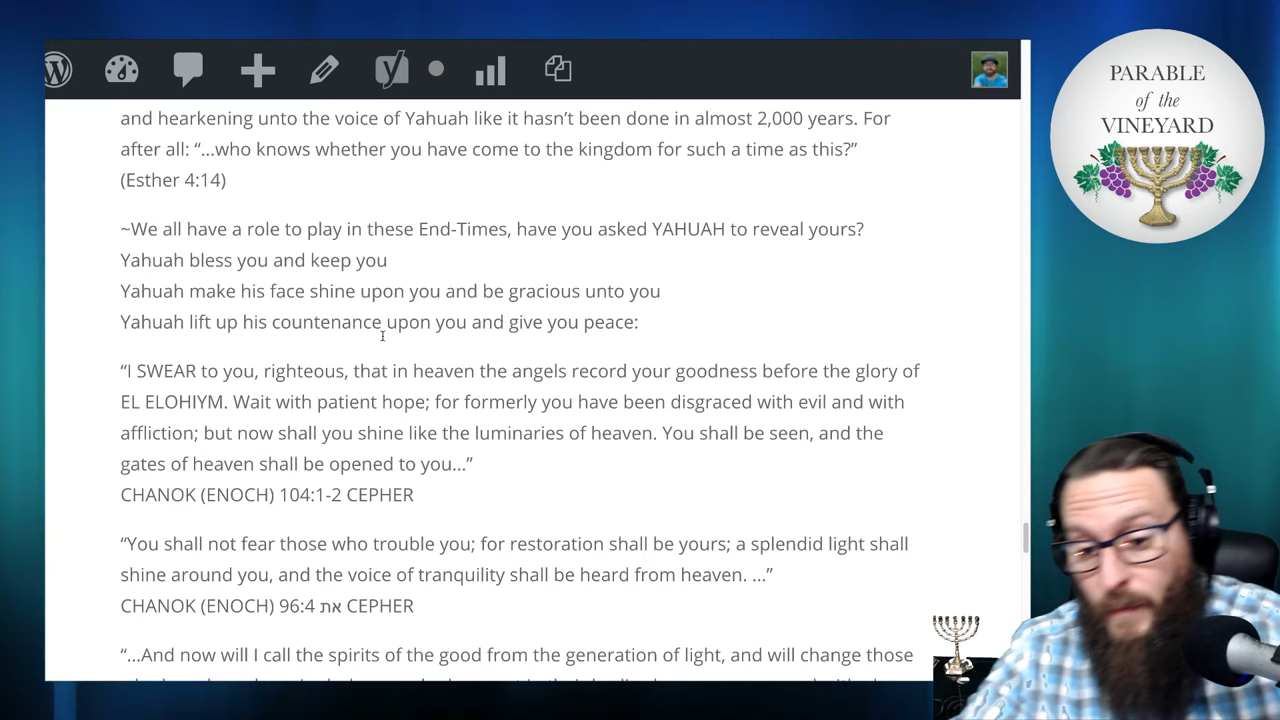 PARABLE
of the
VINEYARD
and hearkening unto the voice of Yahuah like it hasn’t been done in almost 2,000 years. For
after all: “…who knows whether you have come to the kingdom for such a time as this?”
(Esther 4:14)
~We all have a role to play in these End-Times, have you asked YAHUAH to reveal yours?
Yahuah bless you and keep you
Yahuah make his face shine upon you and be gracious unto you
Yahuah lift up his countenance upon you and give you peace:
“I SWEAR to you, righteous, that in heaven the angels record your goodness before the glory of
EL ELOHIYM. Wait with patient hope; for formerly you have been disgraced with evil and with
affliction; but now shall you shine like the luminaries of heaven. You shall be seen, and the
gates of heaven shall be opened to you…”
CHANOK (ENOCH) 104:1-2 CEPHER
“You shall not fear those who trouble you; for restoration shall be yours; a splendid light shall
shine around you, and the voice of tranquility shall be heard from heaven. …”
CHANOK (ENOCH) 96:4 את CEPHER
“…And now will I call the spirits of the good from the generation of light, and will change those